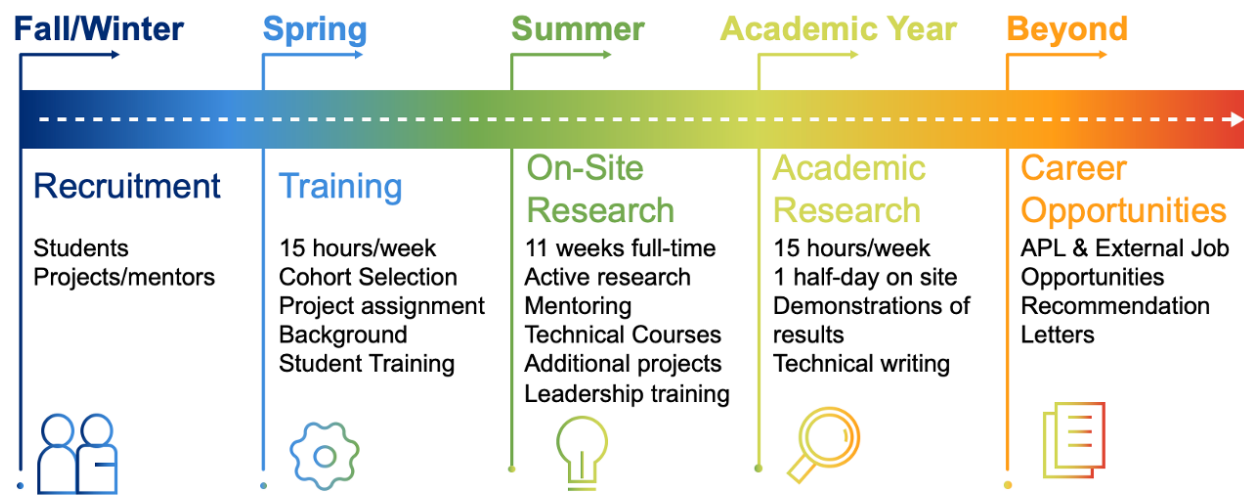 Fall/Winter
Spring
Summer
Academic Year
Beyond
Recruitment
Students
Projects/mentors
Training
15 hours/week
Cohort Selection
Project assignment
Background
Student Training
On-Site
Research
11 weeks full-time
Active research
Mentoring
Technical Courses
Additional projects
Leadership training
Academic
Research
15 hours/week
1 half-day on site
Demonstrations of
results
Technical writing
Career
Opportunities
APL & External Job
Opportunities
Recommendation
Letters